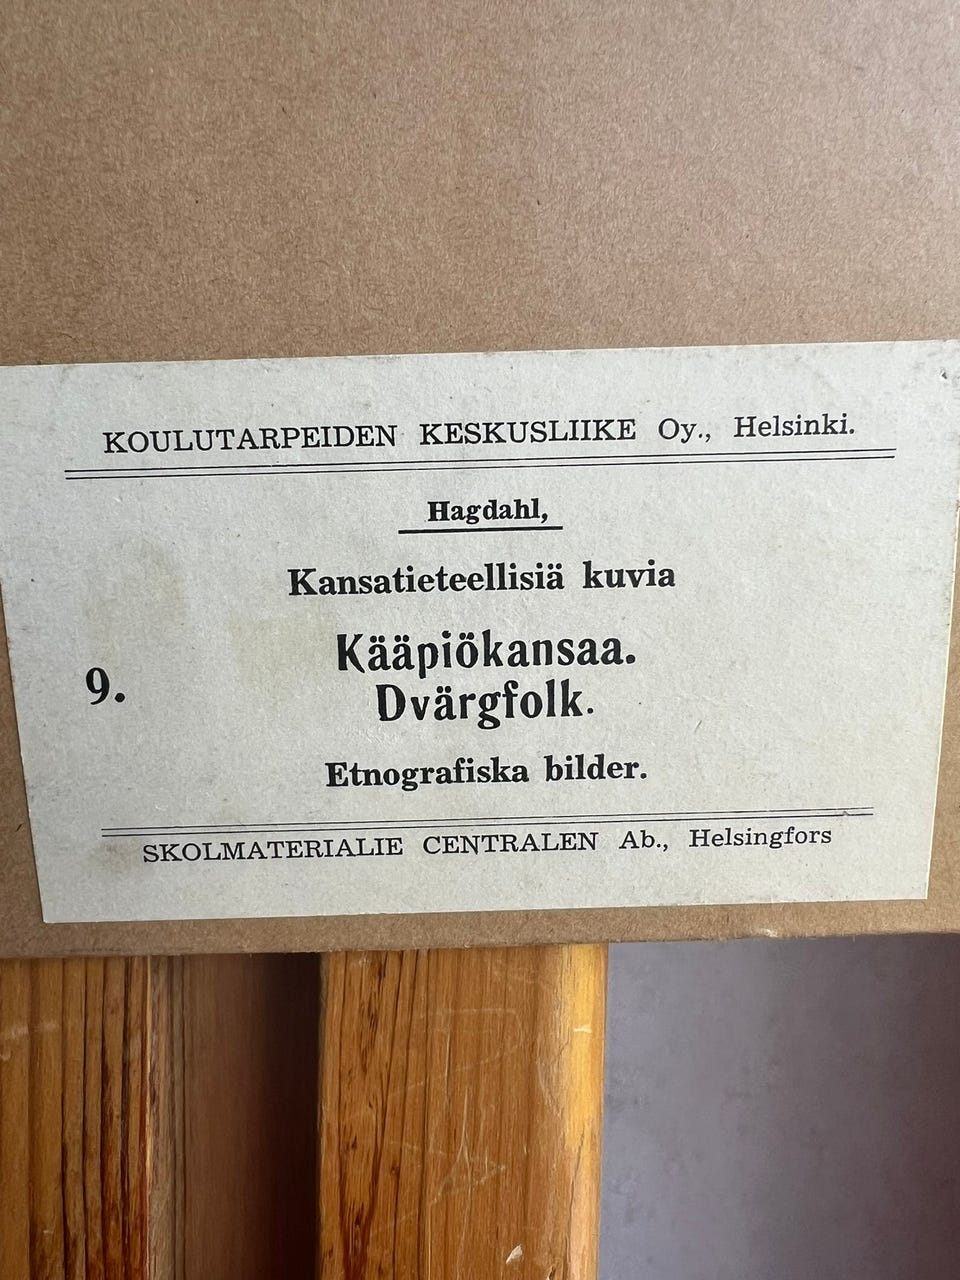 KOULUTARPEIDEN KESKUSLIIKE Oy., Helsinki.
Hagdahl,
Kansatieteellisiä kuvia
Kääpiökansaa.
9.
Dvärgfolk.
Etnografiska bilder.
SKOLMATERIALIE CENTRALEN Ab., Helsingfors